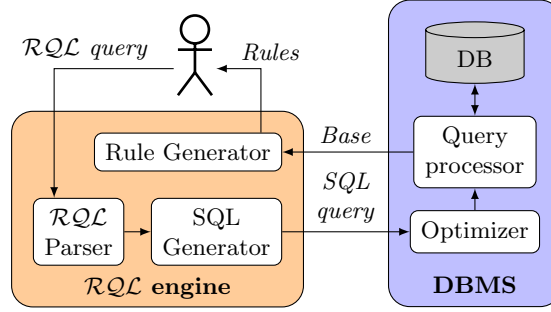 RQL query
Rules
DB
Rule Generator
Base
Query
processor
SQL
query
RQL
Parser
SQL
Generator
Optimizer
RQL engine
DBMS